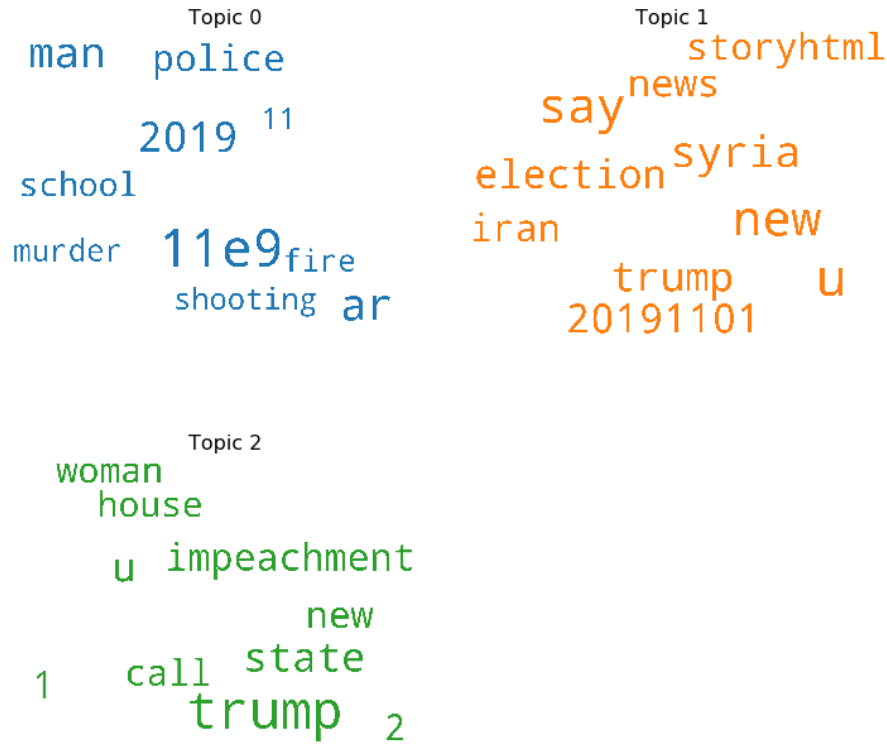 Topic 0
man
police
2019
11
school
murder
11e9
fire
shooting
ar
Topic 1
storyhtml
news
say
syria
election
iran
new
trump
u
20191101
Topic 2
woman
house
u
impeachment
new
state
call
1
trump
2